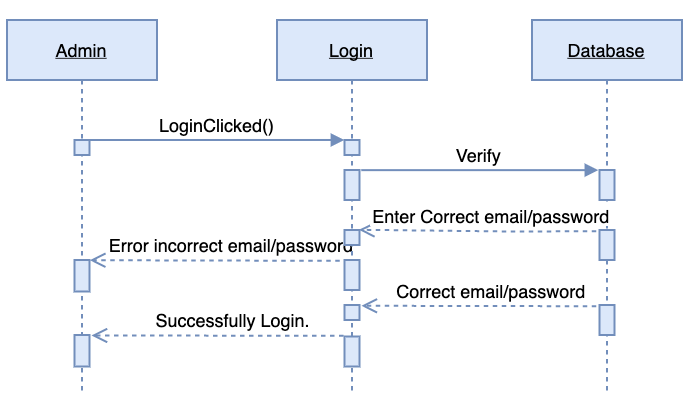 Admin
Login
Database
LoginClicked()
Verify
Enter Correct email/password
Error incorrect email/password
Correct email/password
Successfully Login.